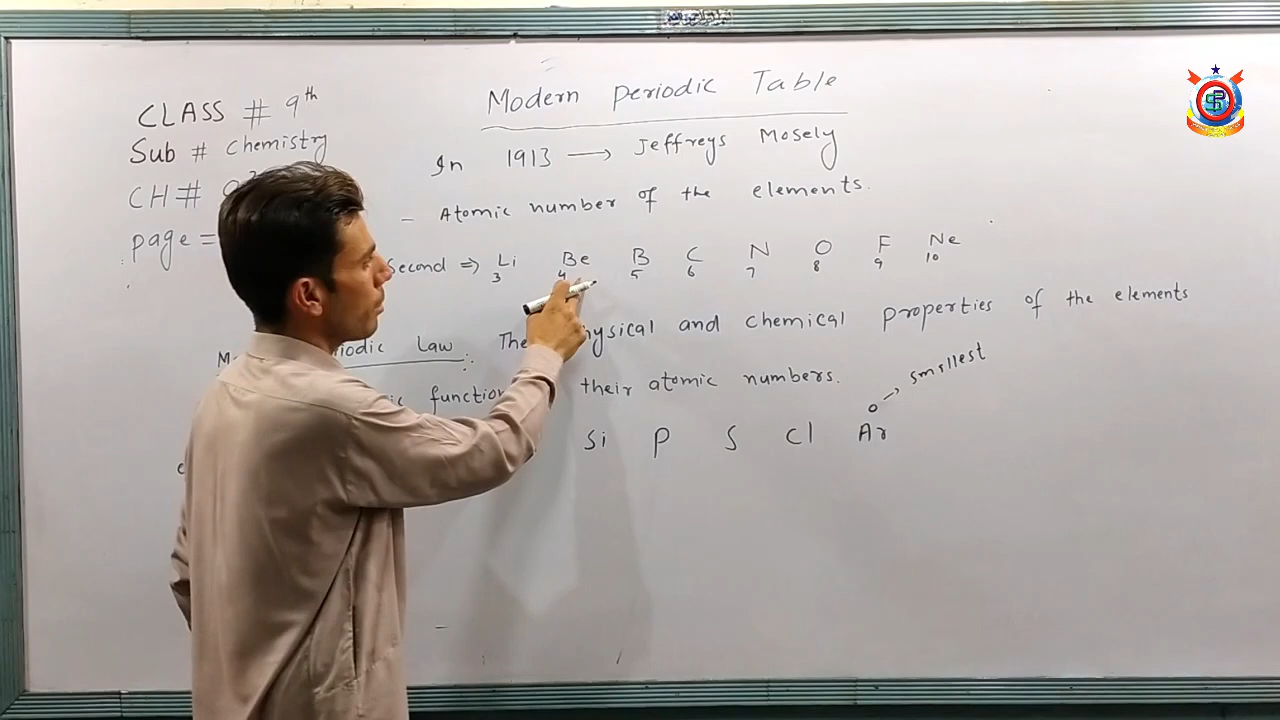 CLASS # 9th
Sub # chemistry
CH #
page =
Modern periodic Table
In 1913 → Jeffreys Mosely
- Atomic number of the elements.
Second ⇒ Li Be B C N O F Ne
3 4 5 6 7 8 9 10
Law : The physical and chemical properties of the elements
function their atomic numbers.
smallest
Si P S Cl Ar